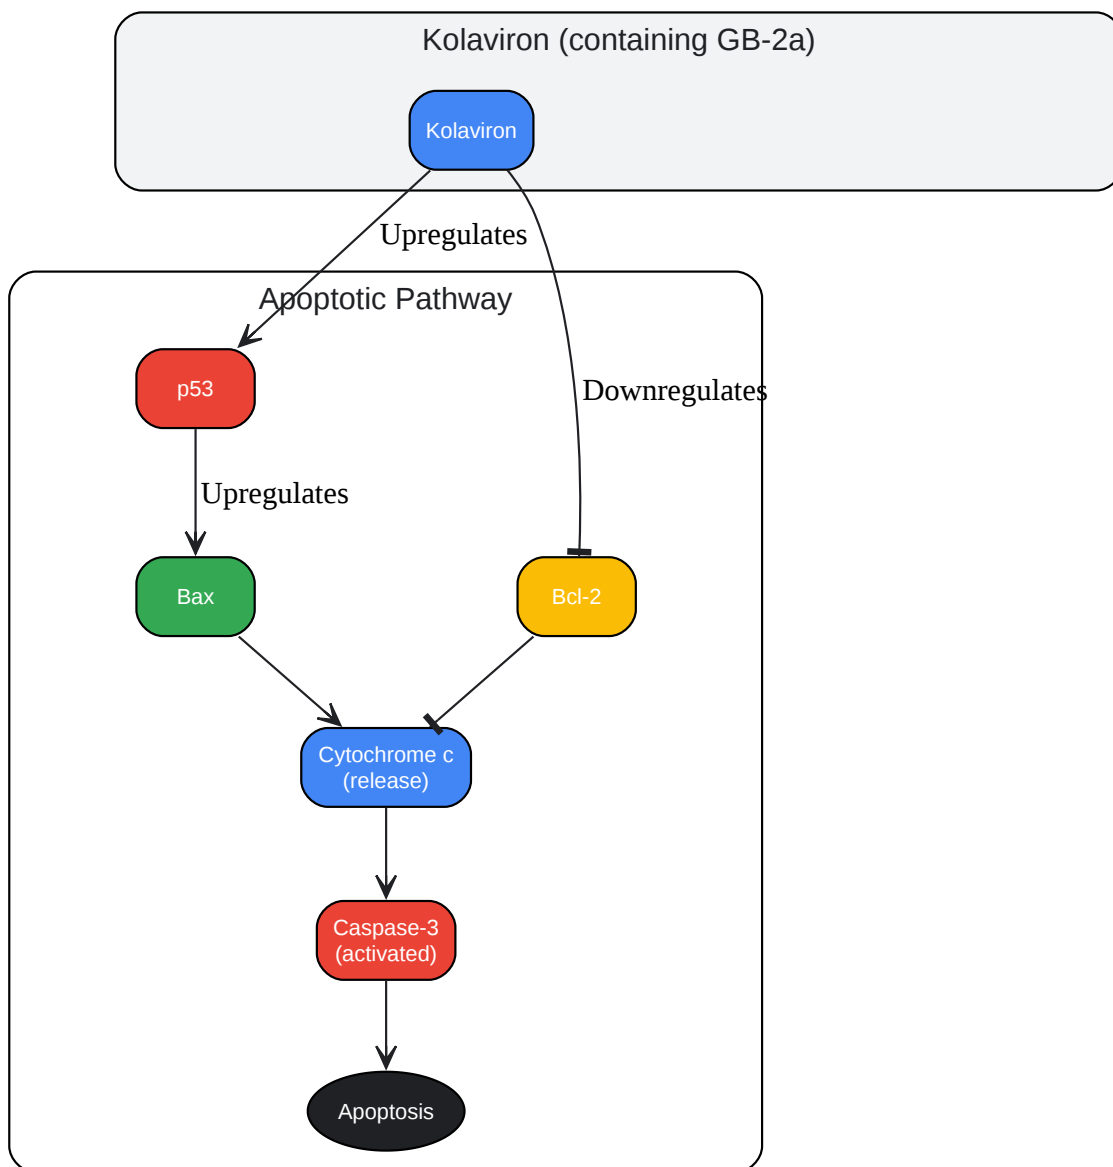 Kolaviron (containing GB-2a)
Kolaviron
Upregulates
Apoptotic Pathway
p53
Downregulates
Upregulates
Bax
Bcl-2
Cytochrome c
(release)
Caspase-3
(activated)
Apoptosis